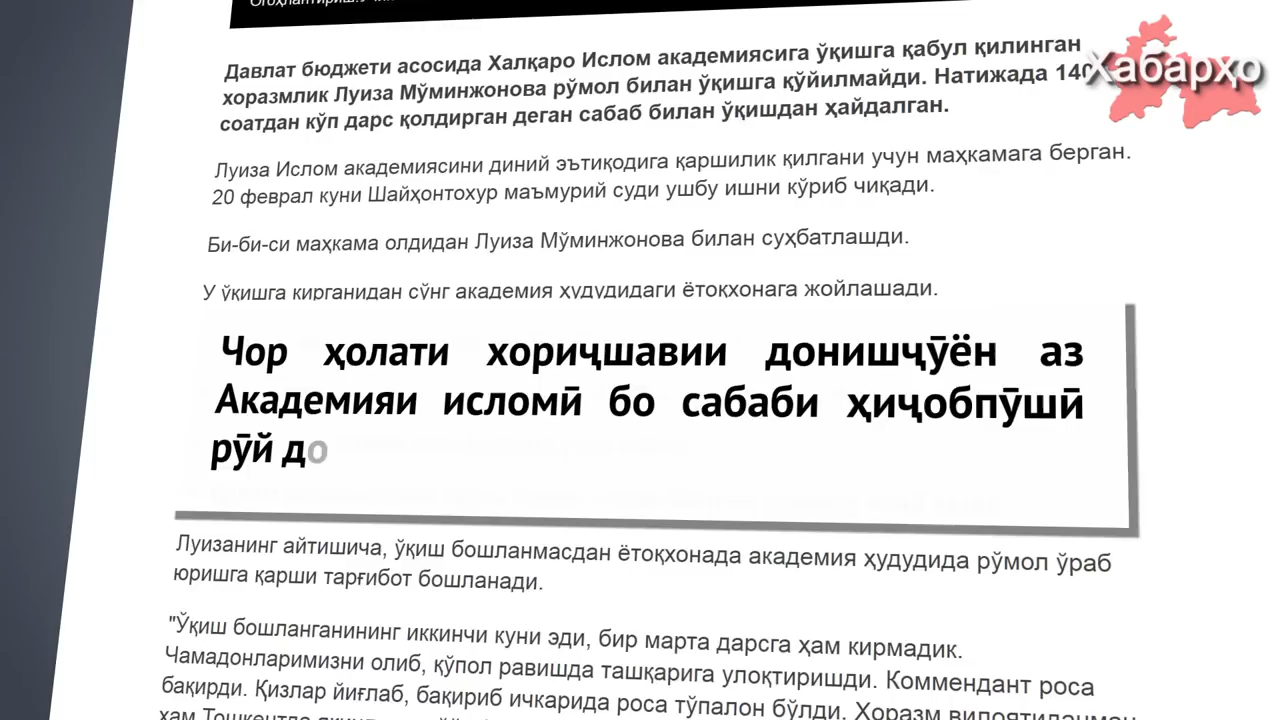 Давлат бюджети асосида Халқаро Ислом академиясига ўқишга қабул қилинган
хоразмлик Луиза Мўминжонова рўмол билан ўқишга қўйилмайди. Натижада 140
соатдан кўп дарс қолдирган деган сабаб билан ўқишдан ҳайдалган.
Хабарҳо
Луиза Ислом академиясини диний эътиқодига қаршилик қилгани учун маҳкамага берган.
20 феврал куни Шайҳонтохур маъмурий суди ушбу ишни кўриб чиқади.
Би-би-си маҳкама олдидан Луиза Мўминжонова билан суҳбатлашди.
У ўқишга кирганидан сўнг академия ҳудудидаги ётоқхонага жойлашади.
Чор ҳолати хориҷшавии донишҷӯён аз
Академияи исломӣ бо сабаби ҳиҷобпӯшӣ
рӯй до
Луизанинг айтишича, ўқиш бошланмасдан ётоқхонада академия ҳудудида рўмол ўраб
юришга қарши тарғибот бошланади.
"Ўқиш бошланганининг иккинчи куни эди, бир марта дарсга ҳам кирмадик.
Чамадонларимизни олиб, қўпол равишда ташқарига улоқтиришди. Коммендант роса
бақирди. Қизлар йиғлаб, бақириб ичкарида роса тўполон бўлди. Хоразм вилоятидан